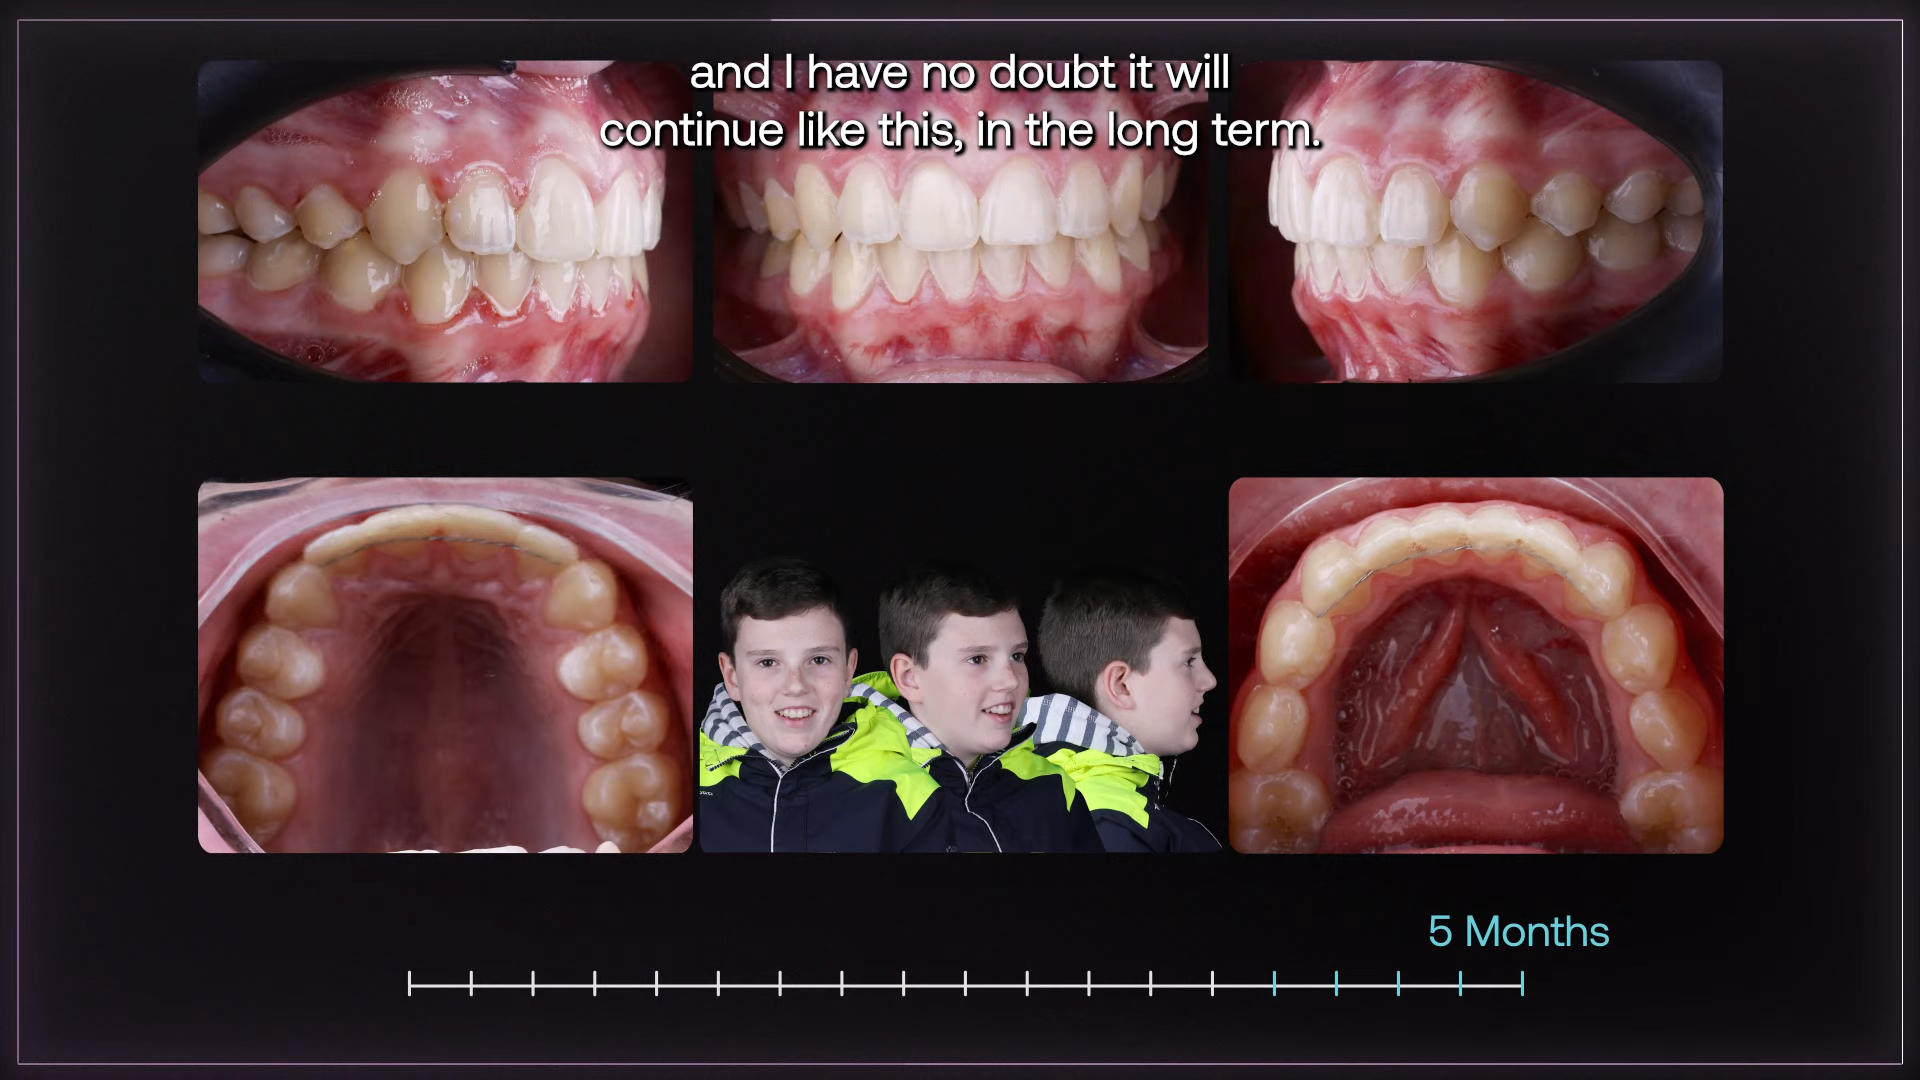 and I have no doubt it will
continue like this, in the long term.
5 Months